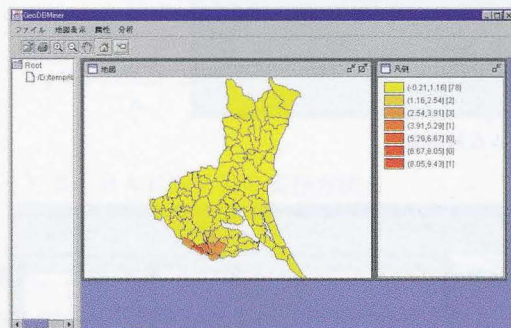 GeoDBMiner
ファイル 地図表示 属性 分析
Root
地図
凡例
(-0.21,1.16] [78]
(1.16,2.54] [2]
(2.54,3.91] [3]
(3.91,5.29] [1]
(5.29,6.67] [0]
(6.67,8.05] [0]
(8.05,9.43] [1]